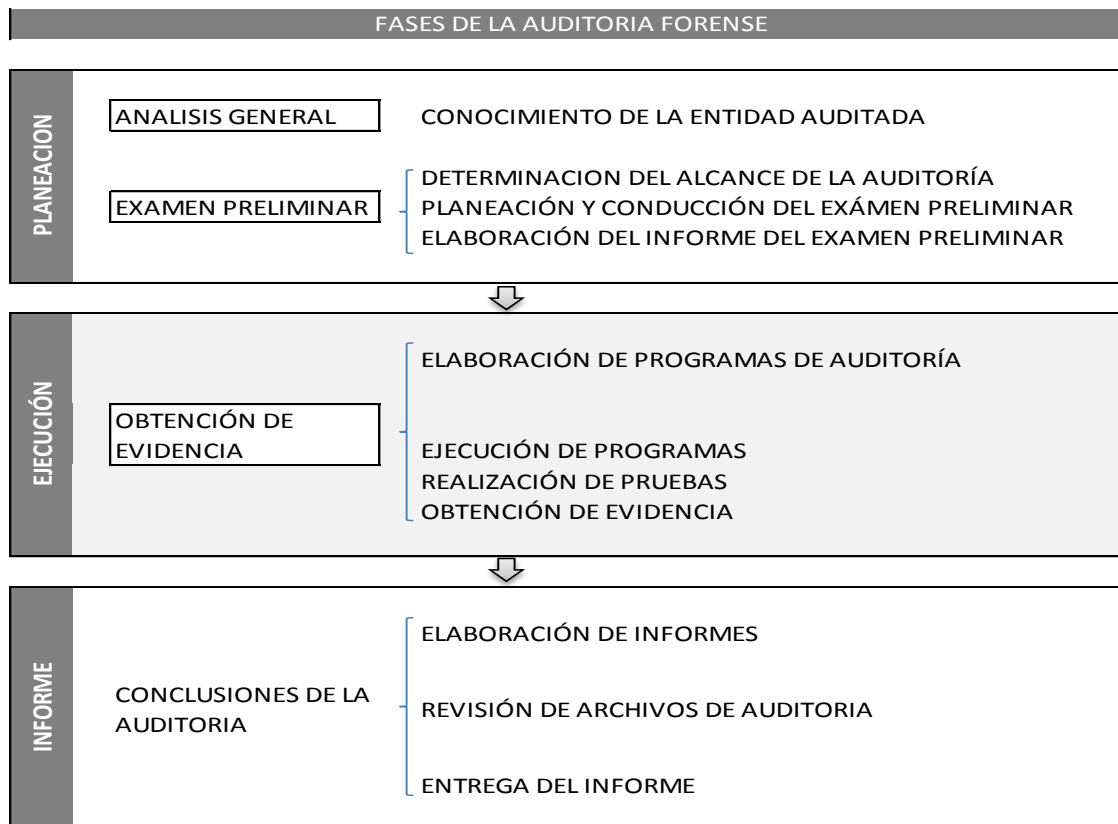 FASES DE LA AUDITORIA FORENSE
PLANEACION
ANALISIS GENERAL
CONOCIMIENTO DE LA ENTIDAD AUDITADA
EXAMEN PRELIMINAR
DETERMINACION DEL ALCANCE DE LA AUDITORÍA
PLANEACIÓN Y CONDUCCIÓN DEL EXÁMEN PRELIMINAR
ELABORACIÓN DEL INFORME DEL EXAMEN PRELIMINAR
EJECUCIÓN
OBTENCIÓN DE
EVIDENCIA
ELABORACIÓN DE PROGRAMAS DE AUDITORÍA
EJECUCIÓN DE PROGRAMAS
REALIZACIÓN DE PRUEBAS
OBTENCIÓN DE EVIDENCIA
INFORME
CONCLUSIONES DE LA
AUDITORIA
ELABORACIÓN DE INFORMES
REVISIÓN DE ARCHIVOS DE AUDITORIA
ENTREGA DEL INFORME